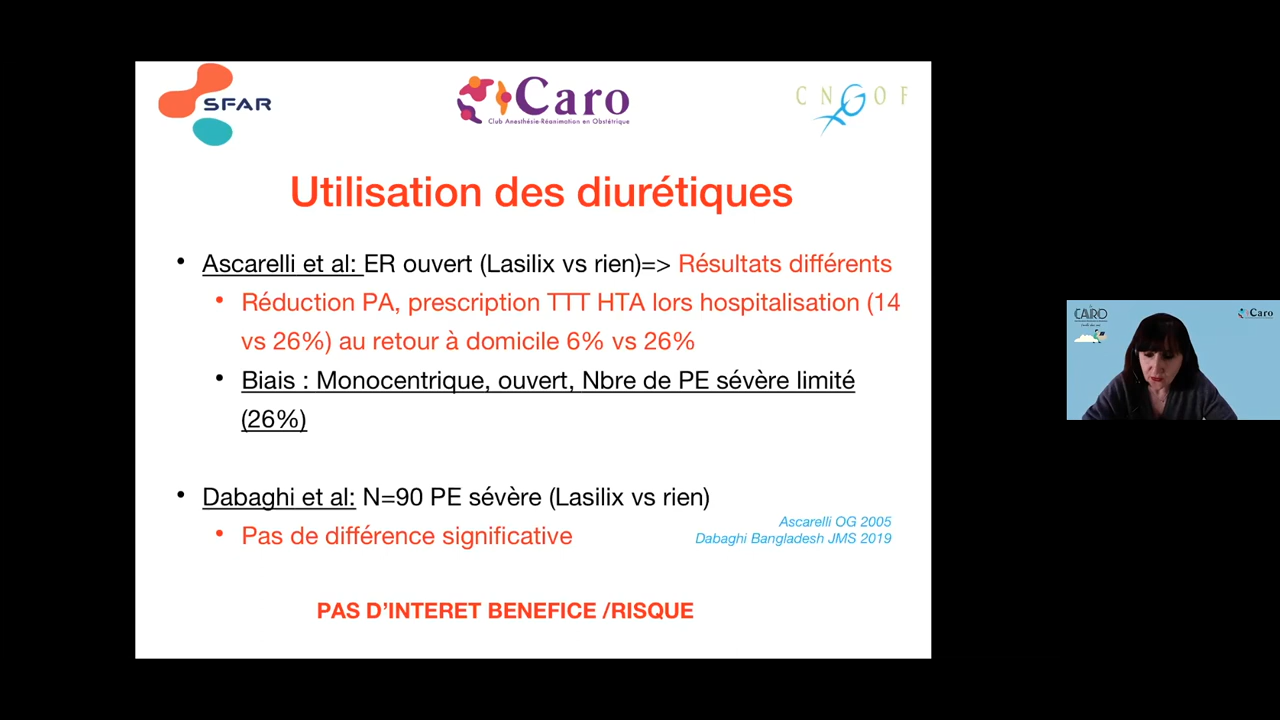 SFAR
Caro
Club Anesthésie-Réanimation en Obstétrique
CNGOF
Utilisation des diurétiques
• Ascarelli et al: ER ouvert (Lasilix vs rien)=> Résultats différents
• Réduction PA, prescription TTT HTA lors hospitalisation (14
vs 26%) au retour à domicile 6% vs 26%
• Biais : Monocentrique, ouvert, Nbre de PE sévère limité
(26%)
• Dabaghi et al: N=90 PE sévère (Lasilix vs rien)
• Pas de différence significative
Ascarelli OG 2005
Dabaghi Bangladesh JMS 2019
PAS D’INTERET BENEFICE /RISQUE
CARO
Caro